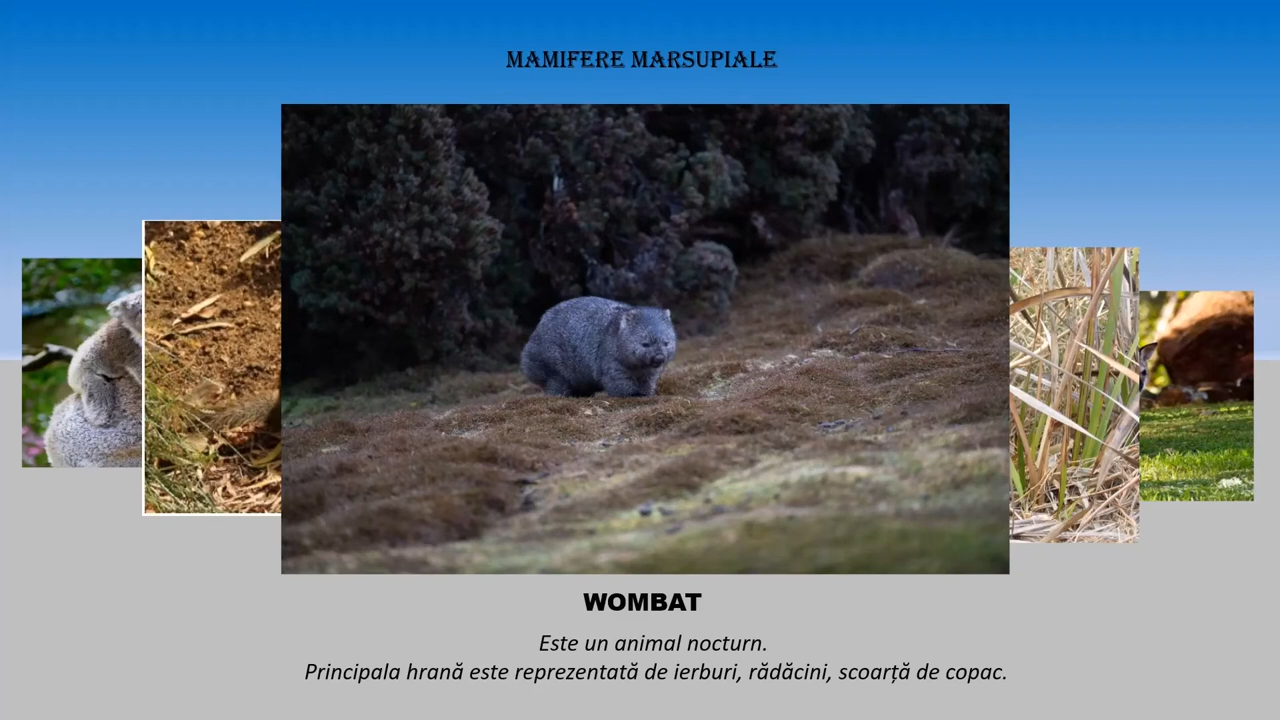 MAMIFERE MARSUPIALE
WOMBAT
Este un animal nocturn.
Principala hrană este reprezentată de ierburi, rădăcini, scoarță de copac.